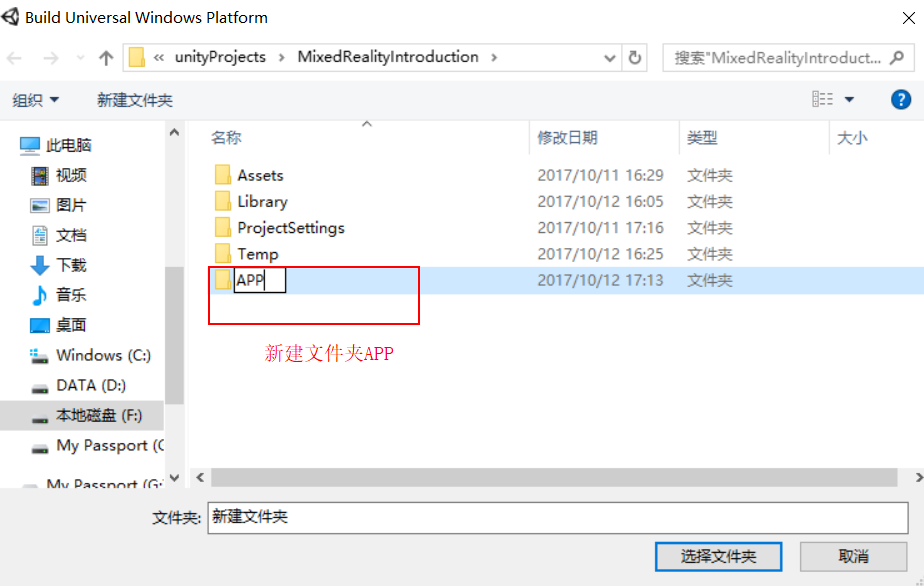 Build Universal Windows Platform
« unityProjects › MixedRealityIntroduction ›
搜索"MixedRealityIntroduct...
组织 新建文件夹
名称 修改日期 类型 大小
此电脑
视频
图片
文档
下载
音乐
桌面
Windows (C:)
DATA (D:)
本地磁盘 (F:)
My Passport (G
My Passport (G:
Assets 2017/10/11 16:29 文件夹
Library 2017/10/12 16:05 文件夹
ProjectSettings 2017/10/11 17:16 文件夹
Temp 2017/10/12 16:25 文件夹
APP 2017/10/12 17:13 文件夹
新建文件夹APP
文件夹: 新建文件夹
选择文件夹 取消